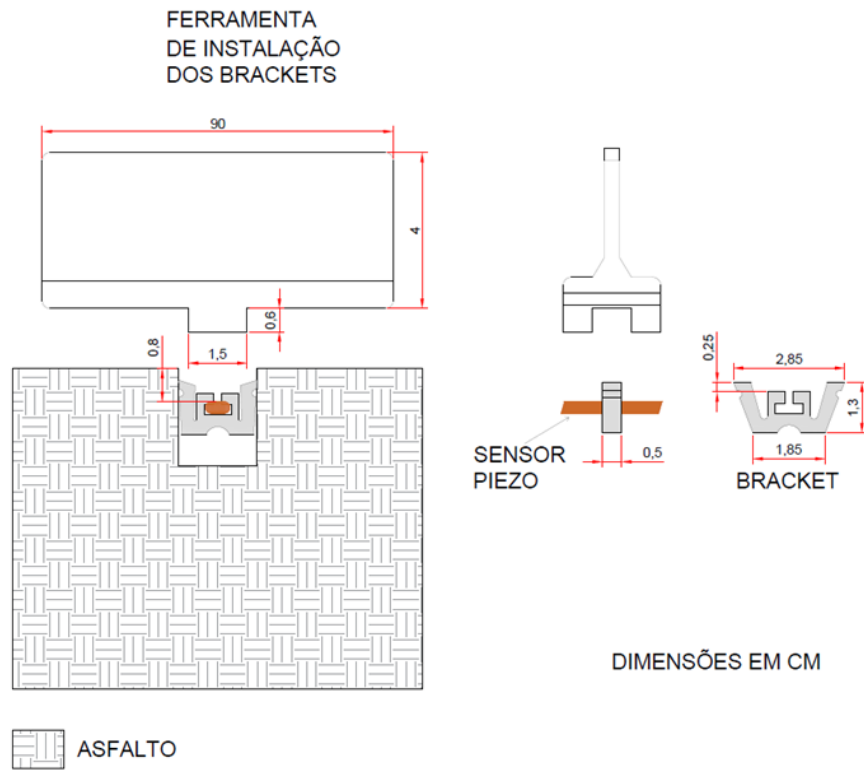 FERRAMENTA
DE INSTALAÇÃO
DOS BRACKETS
90
4
0,6
0,8
1,5
0,25
2,85
1,3
SENSOR
PIEZO
0,5
1,85
BRACKET
DIMENSÕES EM CM
ASFALTO